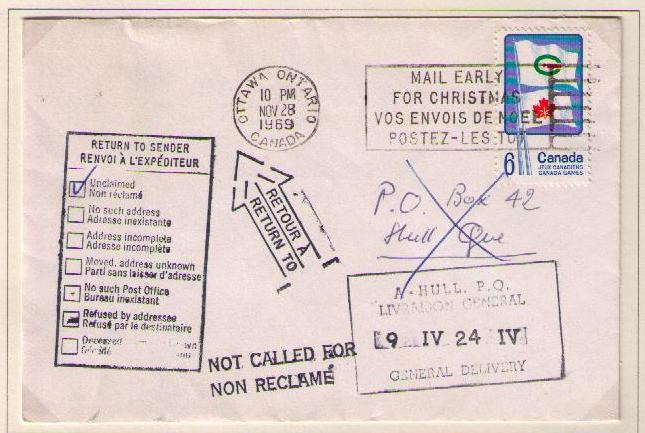 OTTAWA ONTARIO
10 PM
NOV 28
1969
CANADA
MAIL EARLY
FOR CHRISTMAS
VOS ENVOIS DE NOEL
POSTEZ-LES TO
6 Canada
JEUX CANADIENS
CANADA GAMES
RETURN TO SENDER
RENVOI À L'EXPÉDITEUR
Unclaimed
Non réclamé
No such address
Adresse inexistante
Address incomplete
Adresse incomplète
Moved, address unknown
Parti sans laisser d'adresse
No such Post Office
Bureau inexistant
Refused by addressee
Refusé par le destinataire
Deceased
RETOUR À
RETURN TO
P.O. Box 42
Hull Que
A-HULL. P.Q.
LIVRAISON GENERAL
9 IV 24 IV
GENERAL DELIVERY
NOT CALLED FOR
NON RECLAMÉ